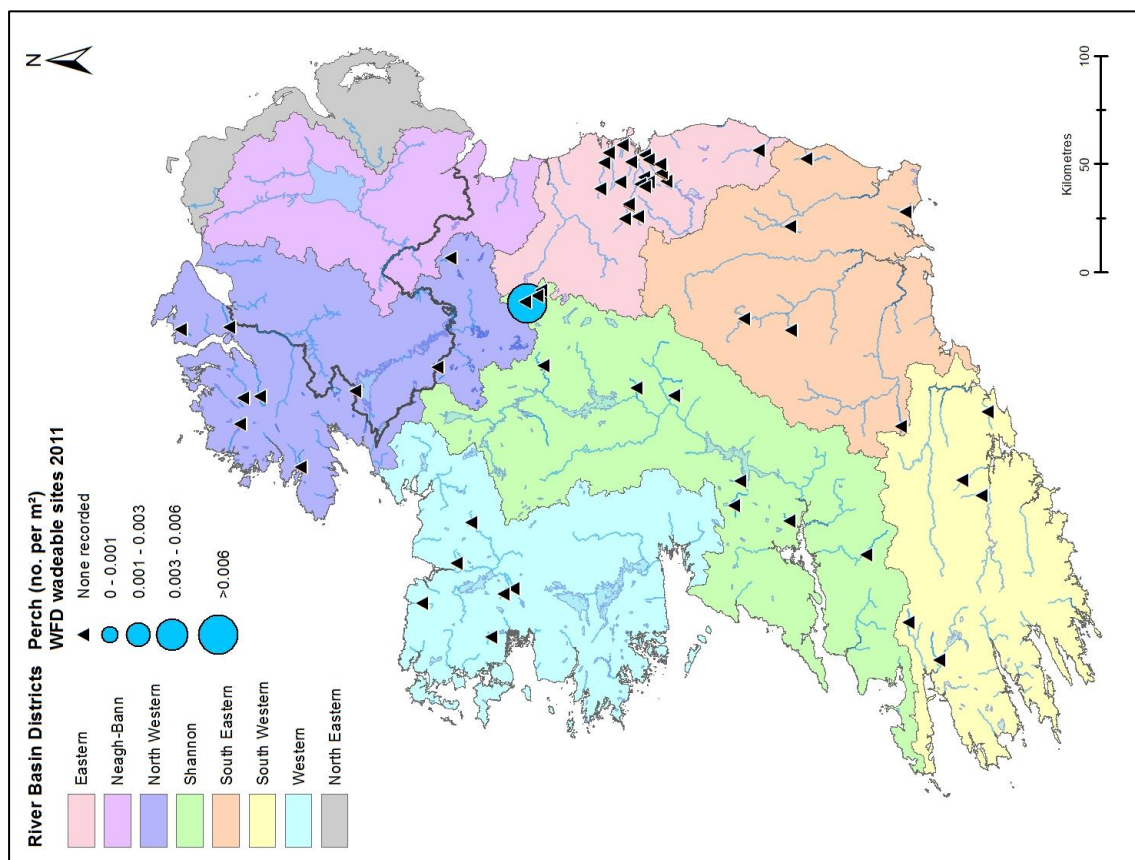 River Basin Districts
Eastern
Neagh-Bann
North Western
Shannon
South Eastern
South Western
Western
North Eastern
Perch (no. per m²)
WFD wadeable sites 2011
None recorded
0 - 0.001
0.001 - 0.003
0.003 - 0.006
>0.006
N
0 50 100
Kilometres